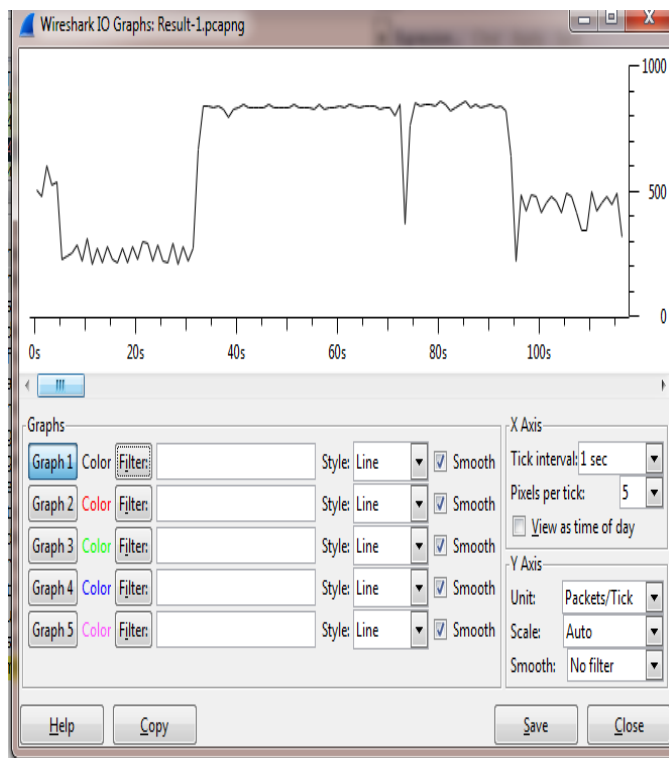 Wireshark IO Graphs: Result-1.pcapng
1000
500
0
0s 20s 40s 60s 80s 100s
Graphs
Graph 1 Color Filter: Style: Line Smooth
Graph 2 Color Filter: Style: Line Smooth
Graph 3 Color Filter: Style: Line Smooth
Graph 4 Color Filter: Style: Line Smooth
Graph 5 Color Filter: Style: Line Smooth
X Axis
Tick interval: 1 sec
Pixels per tick: 5
View as time of day
Y Axis
Unit: Packets/Tick
Scale: Auto
Smooth: No filter
Help Copy Save Close